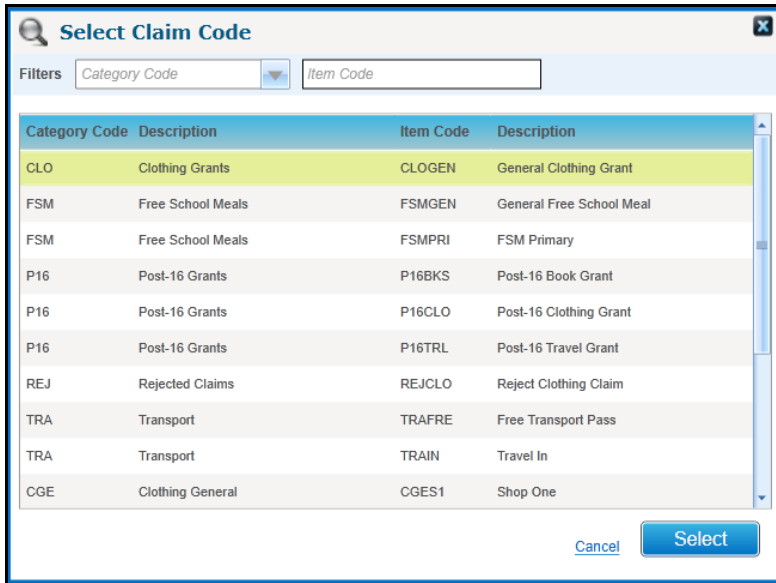 Select Claim Code
Filters Category Code Item Code
Category Code Description Item Code Description
CLO Clothing Grants CLOGEN General Clothing Grant
FSM Free School Meals FSMGEN General Free School Meal
FSM Free School Meals FSMPRI FSM Primary
P16 Post-16 Grants P16BKS Post-16 Book Grant
P16 Post-16 Grants P16CLO Post-16 Clothing Grant
P16 Post-16 Grants P16TRL Post-16 Travel Grant
REJ Rejected Claims REJCLO Reject Clothing Claim
TRA Transport TRAFRE Free Transport Pass
TRA Transport TRAIN Travel In
CGE Clothing General CGES1 Shop One
Cancel Select